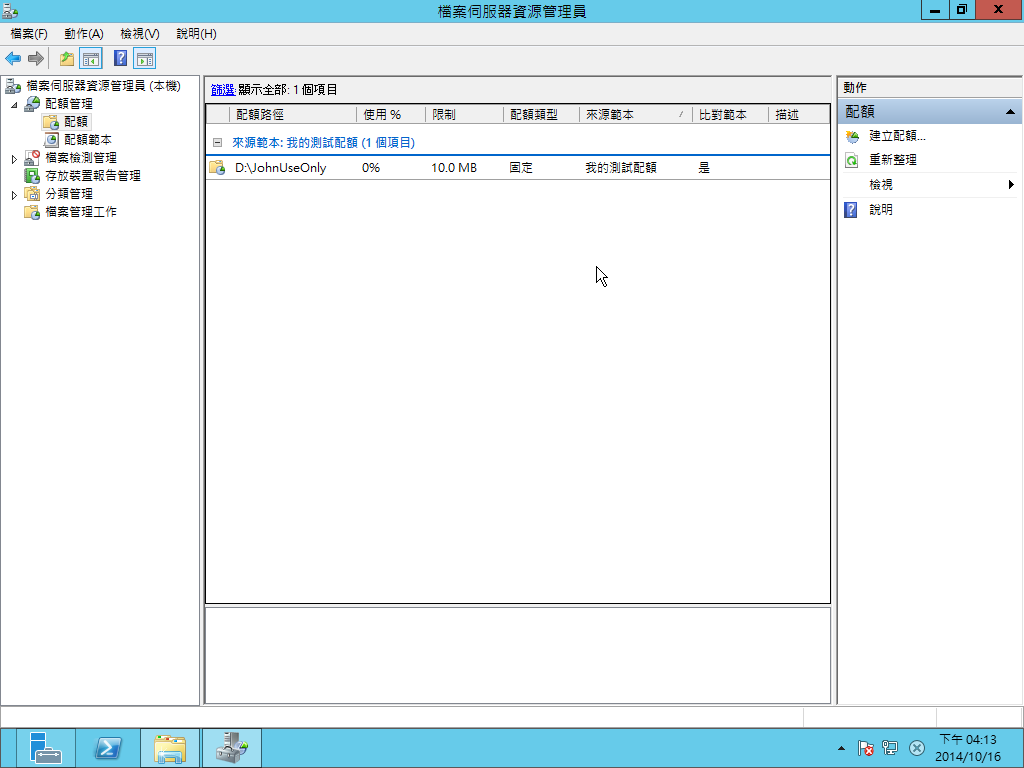 檔案伺服器資源管理員
檔案(F) 動作(A) 檢視(V) 說明(H)
檔案伺服器資源管理員 (本機)
配額管理
配額
配額範本
檔案檢測管理
存放裝置報告管理
分類管理
檔案管理工作
篩選: 顯示全部: 1 個項目
配額路徑 使用 % 限制 配額類型 來源範本 比對範本 描述
來源範本: 我的測試配額 (1 個項目)
D:\JohnUseOnly 0% 10.0 MB 固定 我的測試配額 是
動作
配額
建立配額...
重新整理
檢視
說明
下午 04:13
2014/10/16